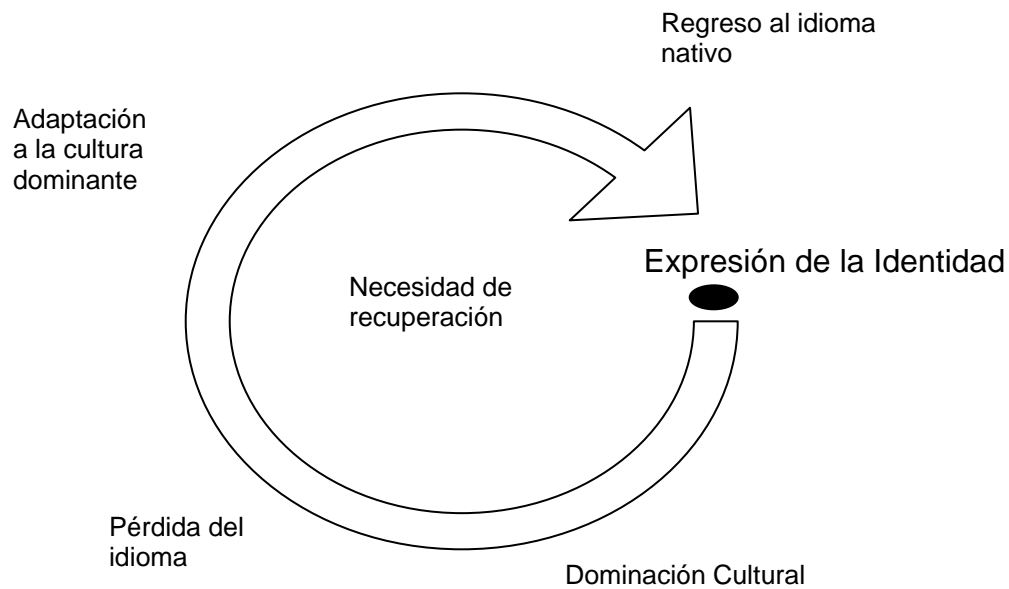 Regreso al idioma
nativo
Adaptación
a la cultura
dominante
Expresión de la Identidad
Necesidad de
recuperación
Pérdida del
idioma
Dominación Cultural